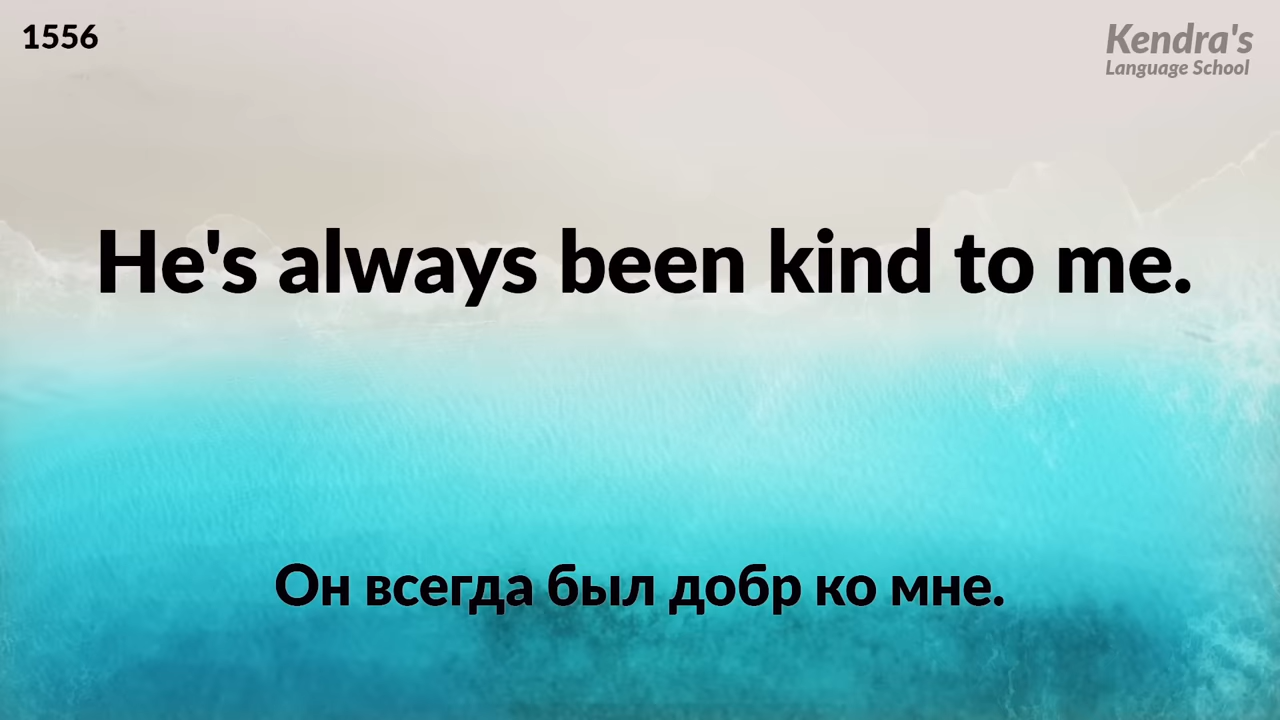 1556
Kendra's
Language School
He's always been kind to me.
Он всегда был добр ко мне.